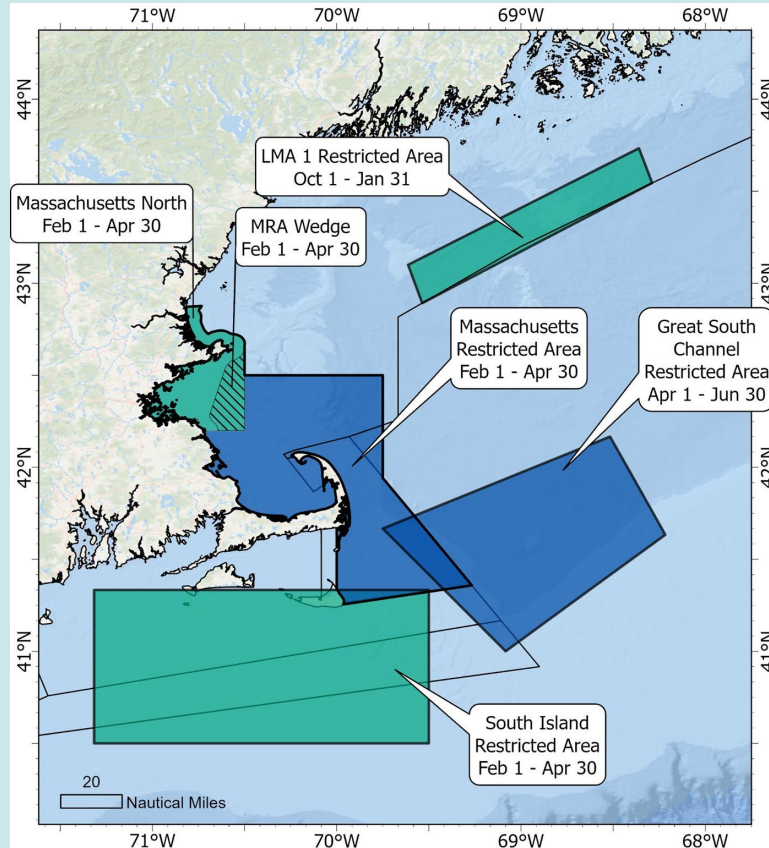 71°W
70°W
69°W
68°W
44°N
43°N
42°N
41°N
44°N
43°N
42°N
41°N
LMA 1 Restricted Area
Oct 1 - Jan 31
Massachusetts North
Feb 1 - Apr 30
MRA Wedge
Feb 1 - Apr 30
Massachusetts
Restricted Area
Feb 1 - Apr 30
Great South
Channel
Restricted Area
Apr 1 - Jun 30
South Island
Restricted Area
Feb 1 - Apr 30
20
Nautical Miles
71°W
70°W
69°W
68°W